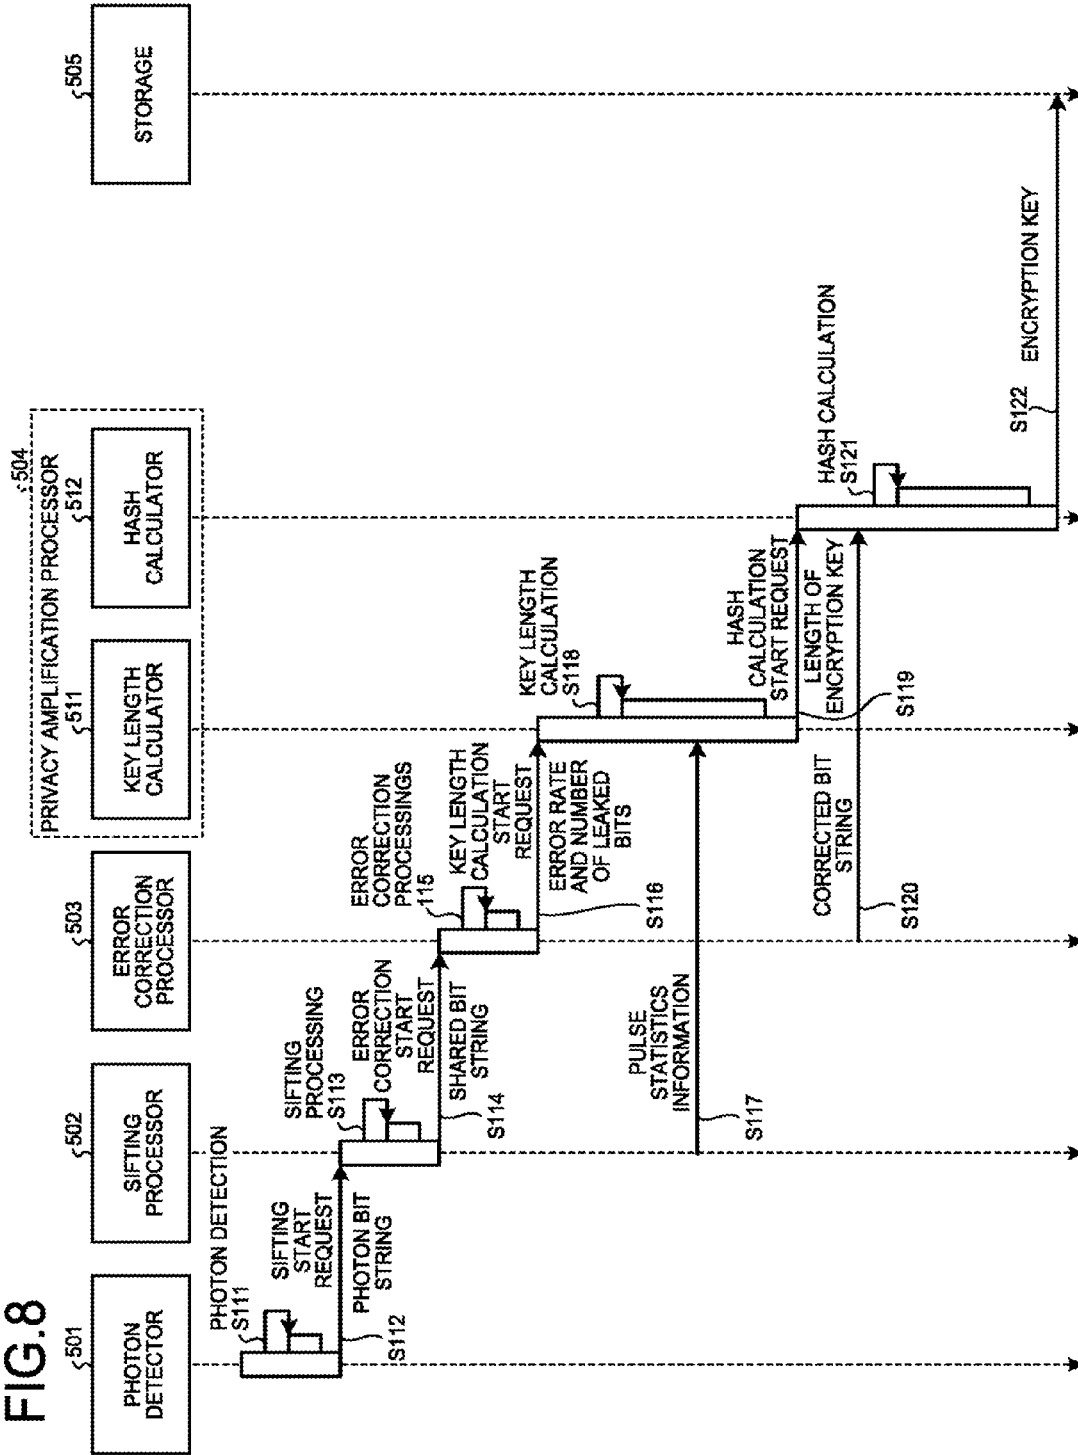 FIG.8
501
PHOTON
DETECTOR
502
SIFTING
PROCESSOR
503
ERROR
CORRECTION
PROCESSOR
504
PRIVACY AMPLIFICATION PROCESSOR
511
KEY LENGTH
CALCULATOR
512
HASH
CALCULATOR
505
STORAGE
PHOTON DETECTION
S111
SIFTING
START
REQUEST
PHOTON BIT
STRING
S112
SIFTING
PROCESSING
S113
ERROR
CORRECTION
START
REQUEST
SHARED BIT
STRING
S114
ERROR
CORRECTION
PROCESSINGS
115
KEY LENGTH
CALCULATION
START
REQUEST
ERROR RATE
AND NUMBER
OF LEAKED
BITS
S116
PULSE
STATISTICS
INFORMATION
S117
KEY LENGTH
CALCULATION
S118
HASH
CALCULATION
START REQUEST
LENGTH OF
ENCRYPTION KEY
S119
CORRECTED BIT
STRING
S120
HASH CALCULATION
S121
ENCRYPTION KEY
S122